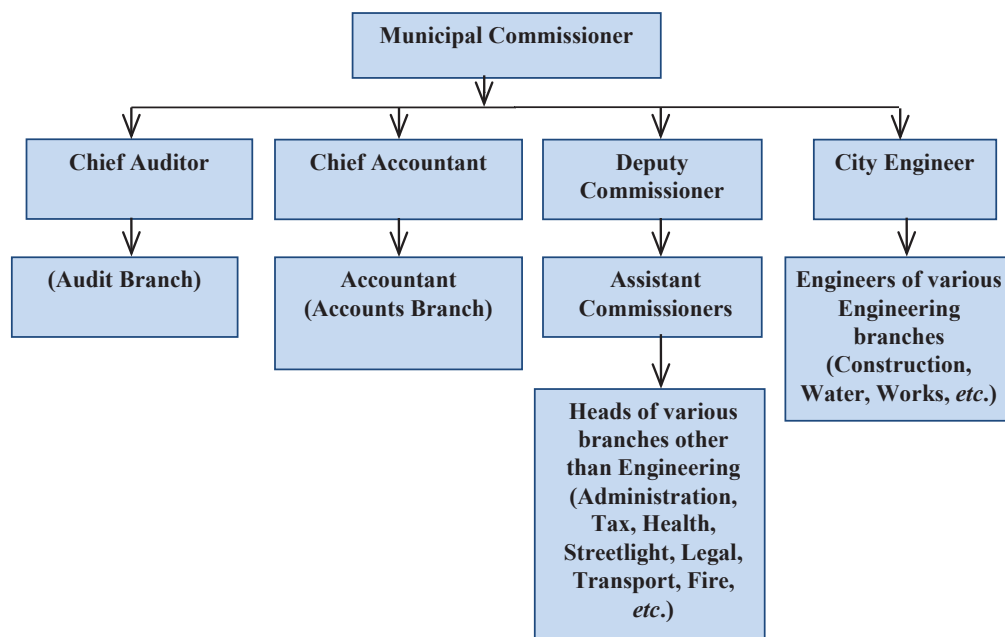 Municipal
Commissioner
Chief Auditor
Chief Accountant
Deputy
Commissioner
City Engineer
(Audit Branch)
Accountant
(Accounts Branch)
Assistant
Commissioners
Engineers of various
Engineering
branches
(Construction,
Water, Works, etc.)
Heads of various
branches other
than Engineering
(Administration,
Tax, Health,
Streetlight, Legal,
Transport, Fire,
etc.)